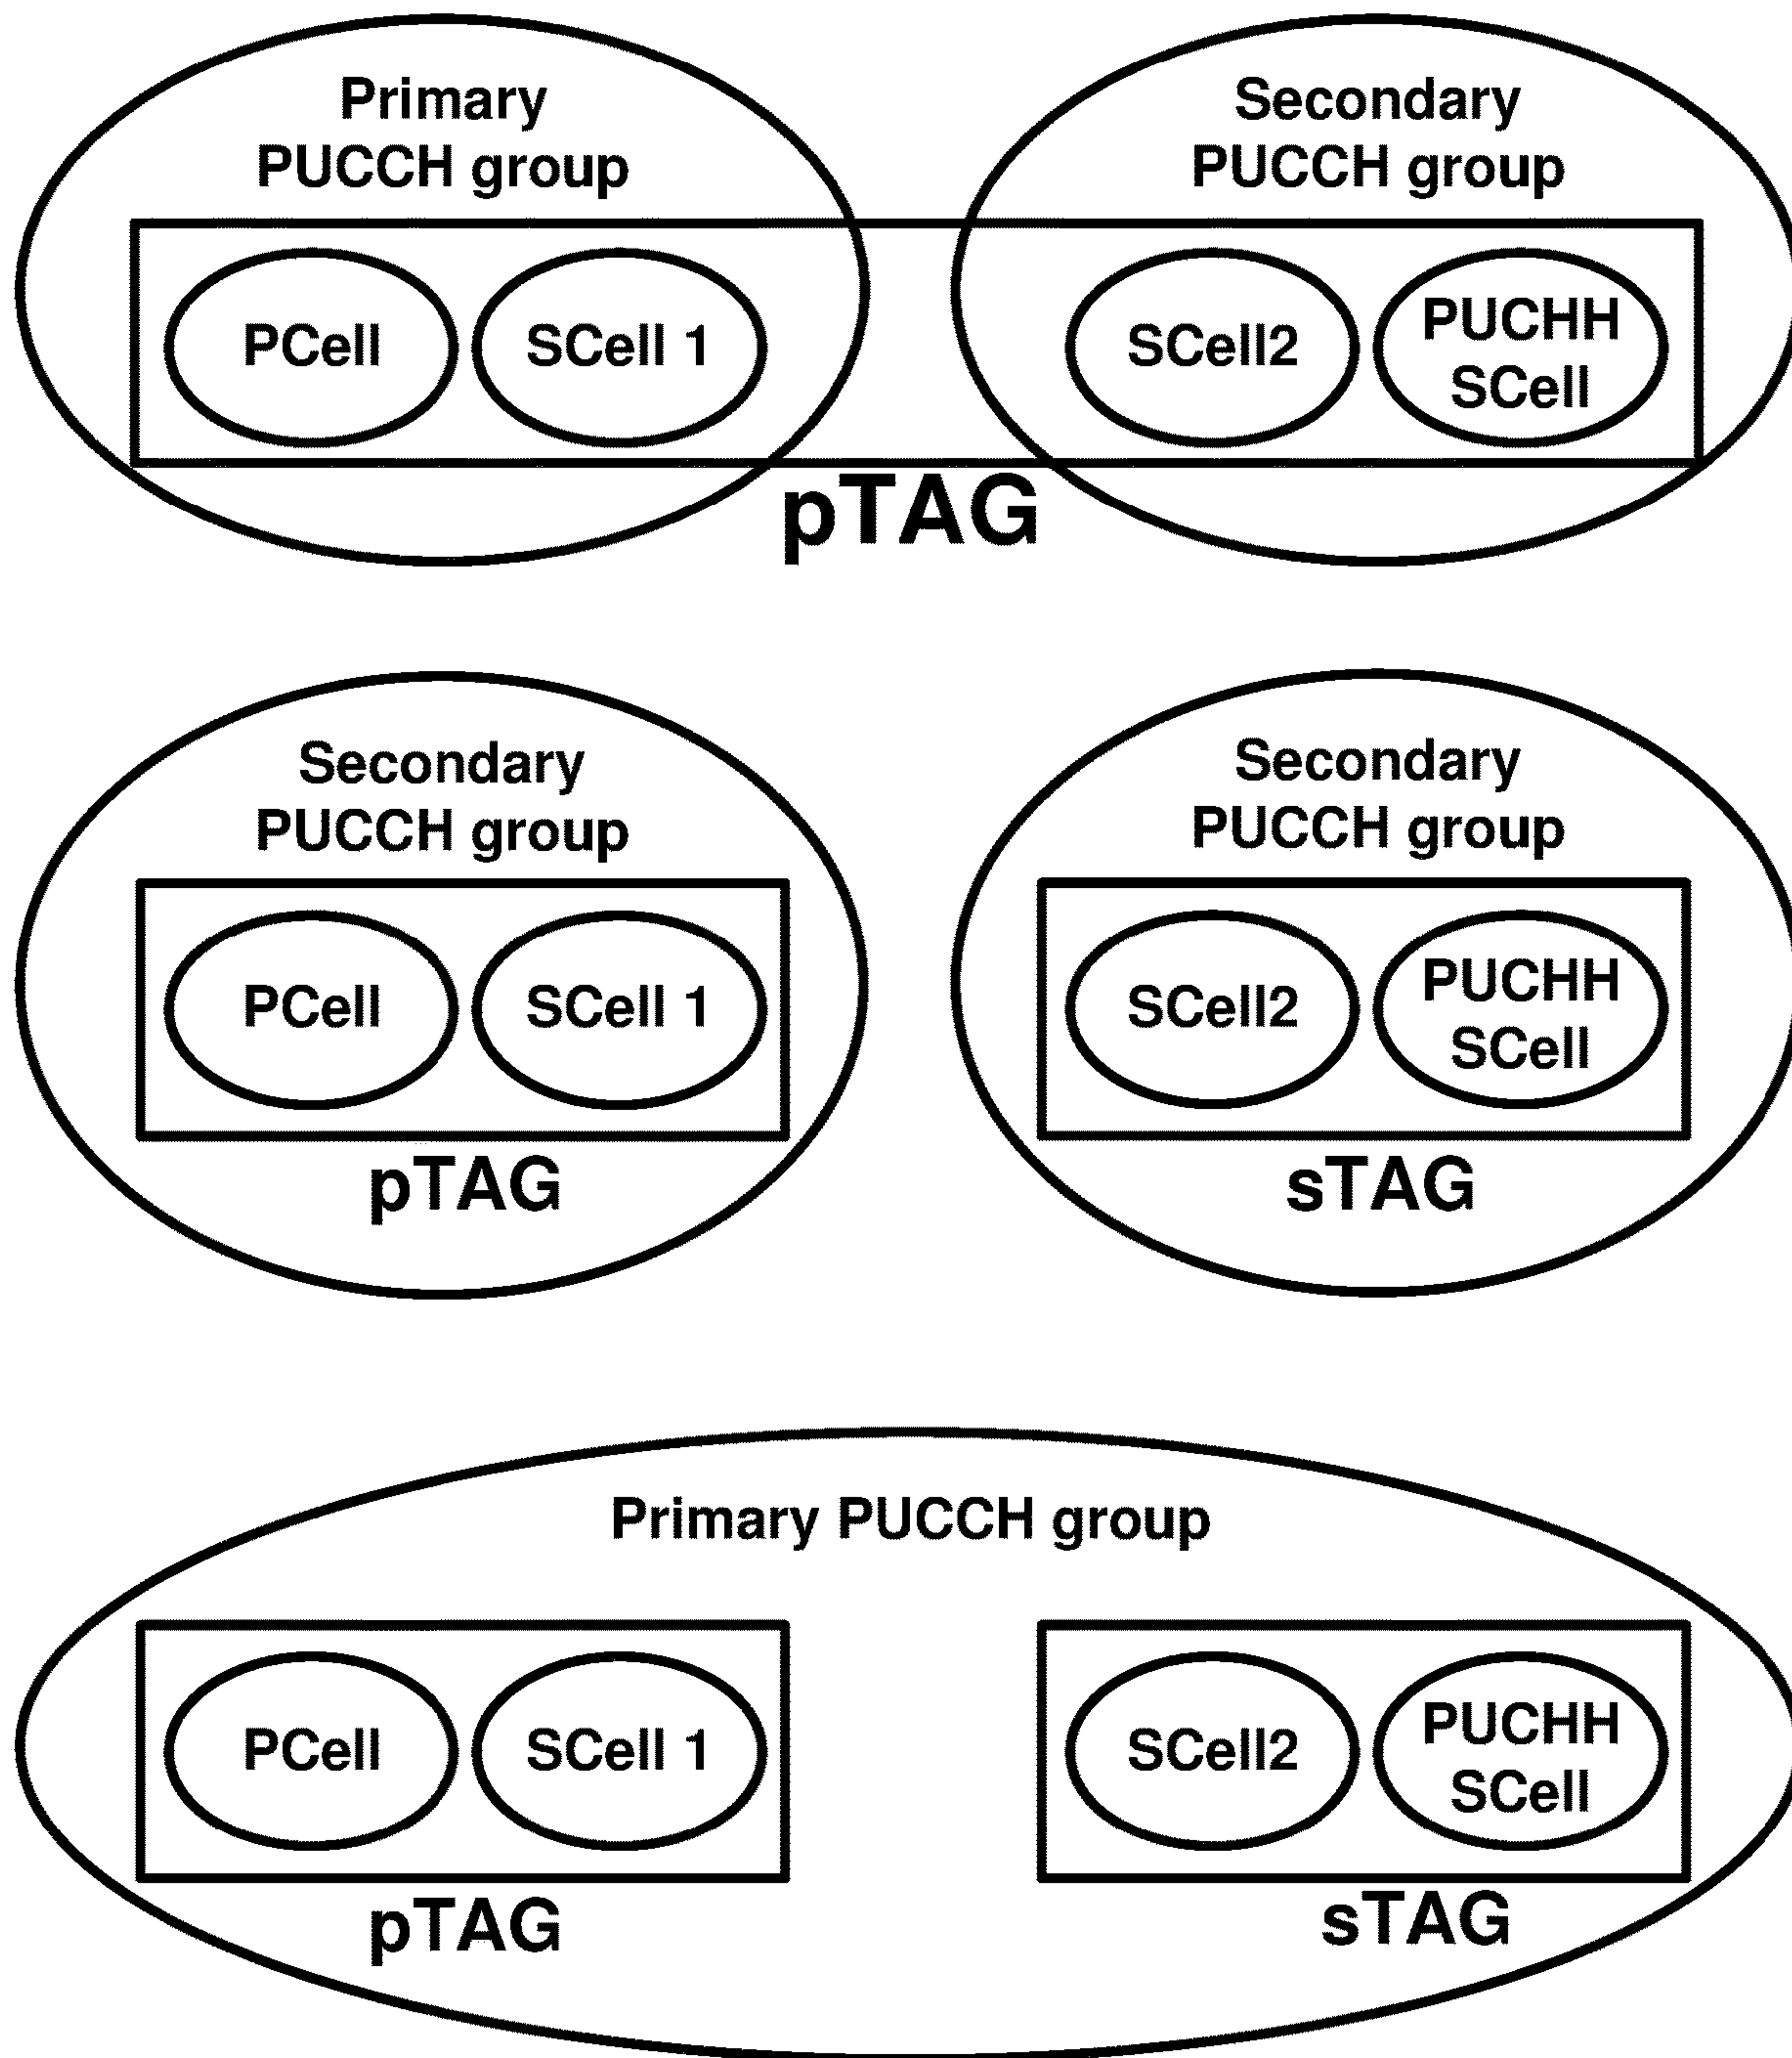 Primary
PUCCH group
Secondary
PUCCH group
PCell
SCell 1
SCell2
PUCHH
SCell
pTAG
Secondary
PUCCH group
Secondary
PUCCH group
PCell
SCell 1
SCell2
PUCHH
SCell
pTAG
sTAG
Primary PUCCH group
PCell
SCell 1
SCell2
PUCHH
SCell
pTAG
sTAG